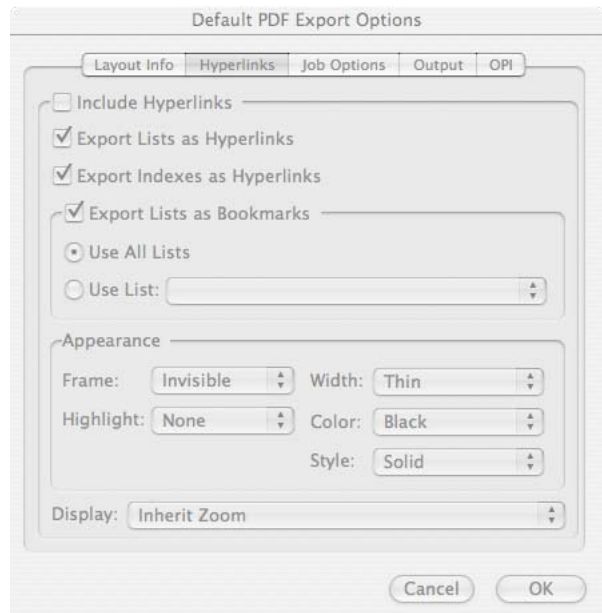 Default PDF Export Options
Layout Info Hyperlinks Job Options Output OPI
Include Hyperlinks
Export Lists as Hyperlinks
Export Indexes as Hyperlinks
Export Lists as Bookmarks
Use All Lists
Use List:
Appearance
Frame: Invisible Width: Thin
Highlight: None Color: Black
Style: Solid
Display: Inherit Zoom
Cancel OK